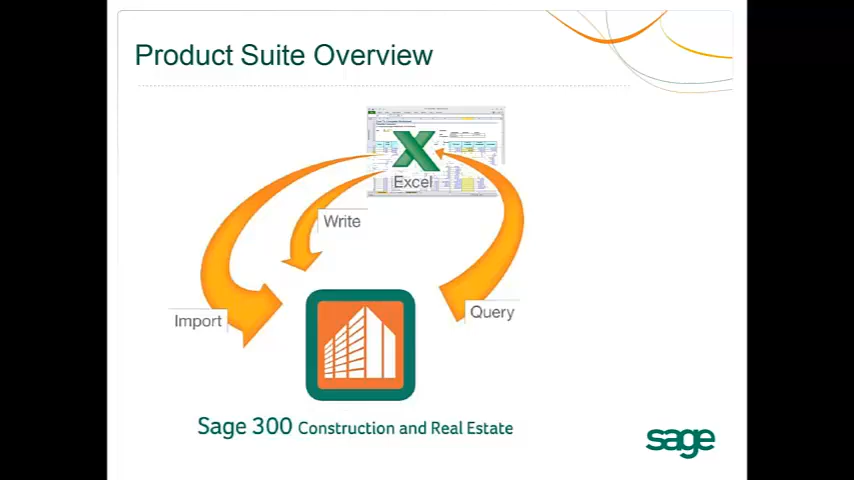 Product Suite Overview
Excel
Write
Import
Query
Sage 300 Construction and Real Estate
sage